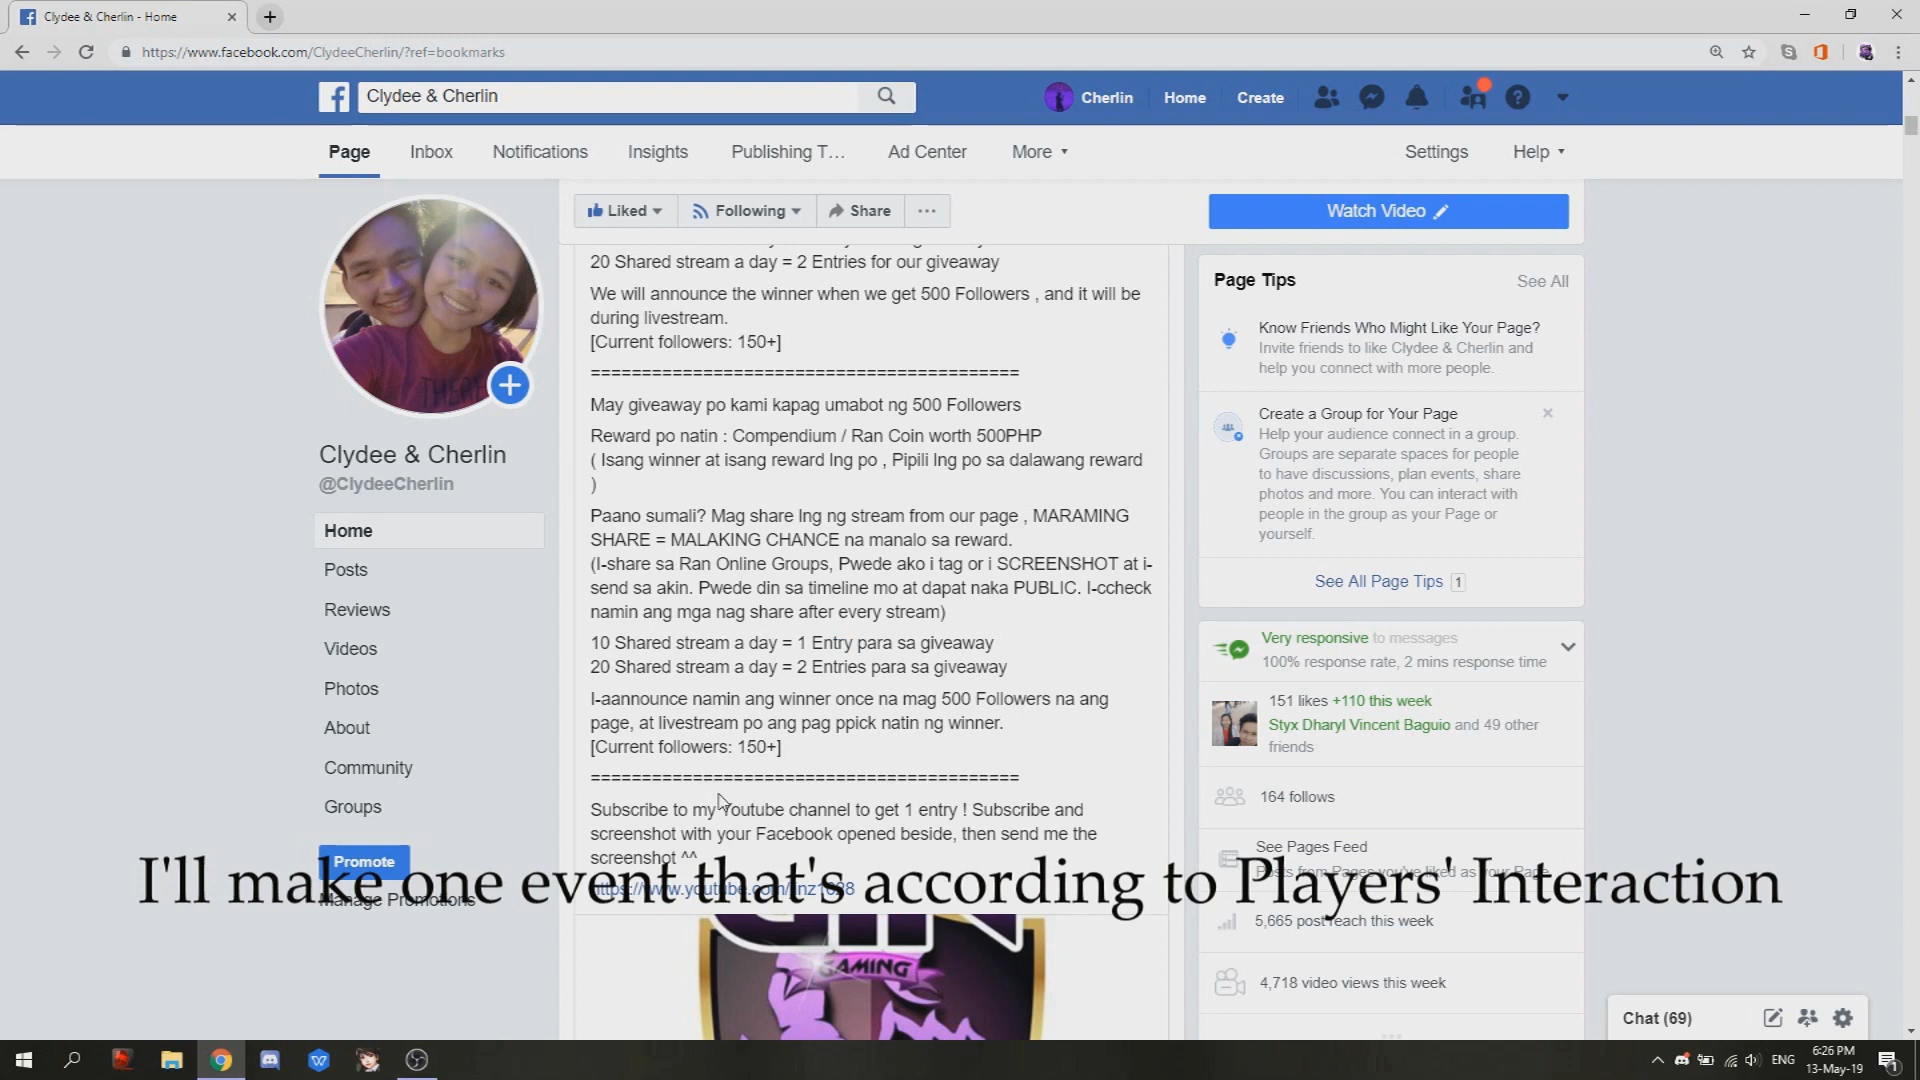 Clydee & Cherlin - Home
https://www.facebook.com/ClydeeCherlin/?ref=bookmarks
Clydee & Cherlin
Cherlin
Home
Create
Page
Inbox
Notifications
Insights
Publishing T…
Ad Center
More
Settings
Help
Liked
Following
Share
Watch Video
Clydee & Cherlin
@ClydeeCherlin
Home
Posts
Reviews
Videos
Photos
About
Community
Groups
Promote
Manage Promotions
20 Shared stream a day = 2 Entries for our giveaway
We will announce the winner when we get 500 Followers , and it will be
during livestream.
[Current followers: 150+]
==========================================
May giveaway po kami kapag umabot ng 500 Followers
Reward po natin : Compendium / Ran Coin worth 500PHP
( Isang winner at isang reward lng po , Pipili lng po sa dalawang reward
)
Paano sumali? Mag share lng ng stream from our page , MARAMING
SHARE = MALAKING CHANCE na manalo sa reward.
(I-share sa Ran Online Groups, Pwede ako i tag or i SCREENSHOT at i-
send sa akin. Pwede din sa timeline mo at dapat naka PUBLIC. I-ccheck
namin ang mga nag share after every stream)
10 Shared stream a day = 1 Entry para sa giveaway
20 Shared stream a day = 2 Entries para sa giveaway
I-aannounce namin ang winner once na mag 500 Followers na ang
page, at livestream po ang pag ppick natin ng winner.
[Current followers: 150+]
==========================================
Subscribe to my Youtube channel to get 1 entry ! Subscribe and
screenshot with your Facebook opened beside, then send me the
screenshot ^^
I'll make one event that's according to Players' Interaction
GAMING
Page Tips
See All
Know Friends Who Might Like Your Page?
Invite friends to like Clydee & Cherlin and
help you connect with more people.
Create a Group for Your Page
Help your audience connect in a group.
Groups are separate spaces for people
to have discussions, plan events, share
photos and more. You can interact with
people in the group as your Page or
yourself.
See All Page Tips 1
Very responsive to messages
100% response rate, 2 mins response time
151 likes +110 this week
Styx Dharyl Vincent Baguio and 49 other
friends
164 follows
See Pages Feed
Posts from Pages you've liked as your Page
5,665 post reach this week
4,718 video views this week
Chat (69)
ENG
6:26 PM
13-May-19
1